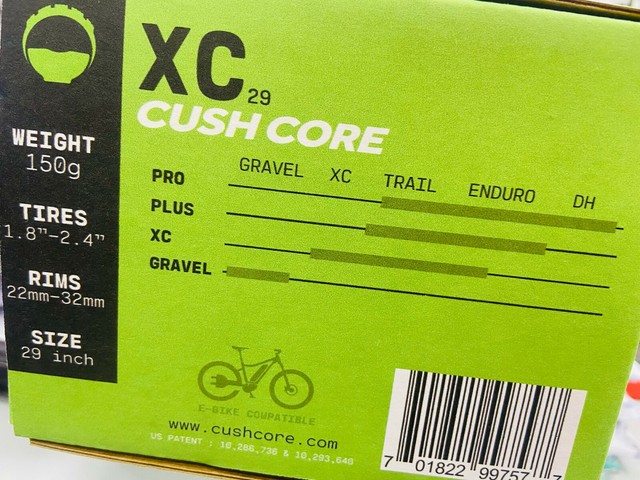 XC 29
CUSH CORE
WEIGHT
150g
TIRES
1.8"-2.4"
RIMS
22mm-32mm
SIZE
29 inch
GRAVEL XC TRAIL ENDURO DH
PRO
PLUS
XC
GRAVEL
E-BIKE COMPATIBLE
www.cushcore.com
US PATENT : 10,286,736 & 10,293,640
7 01822 99757 7